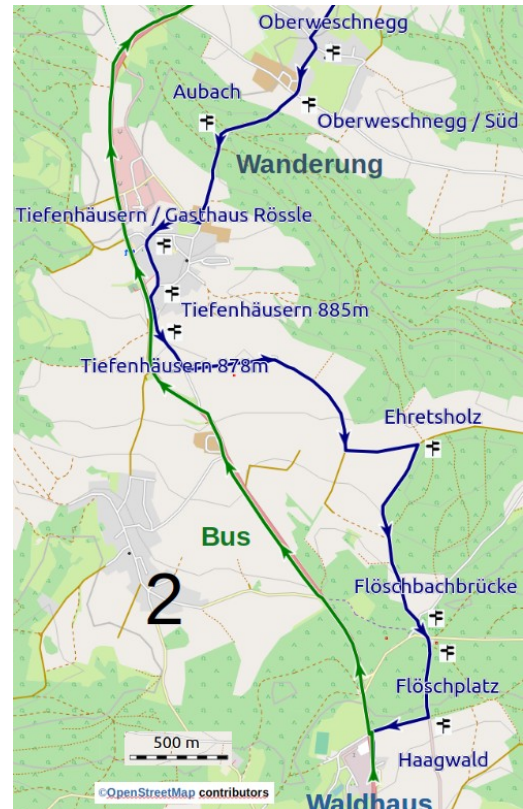 Oberweschnegg
Aubach
Oberweschnegg / Süd
Wanderung
Tiefenhäusern / Gasthaus Rössle
Tiefenhäusern 885m
Tiefenhäusern 878m
Ehretsholz
Bus
2
Flöschbachbrücke
Flöschplatz
500 m
Haagwald
©OpenStreetMap contributors
Waldhaus